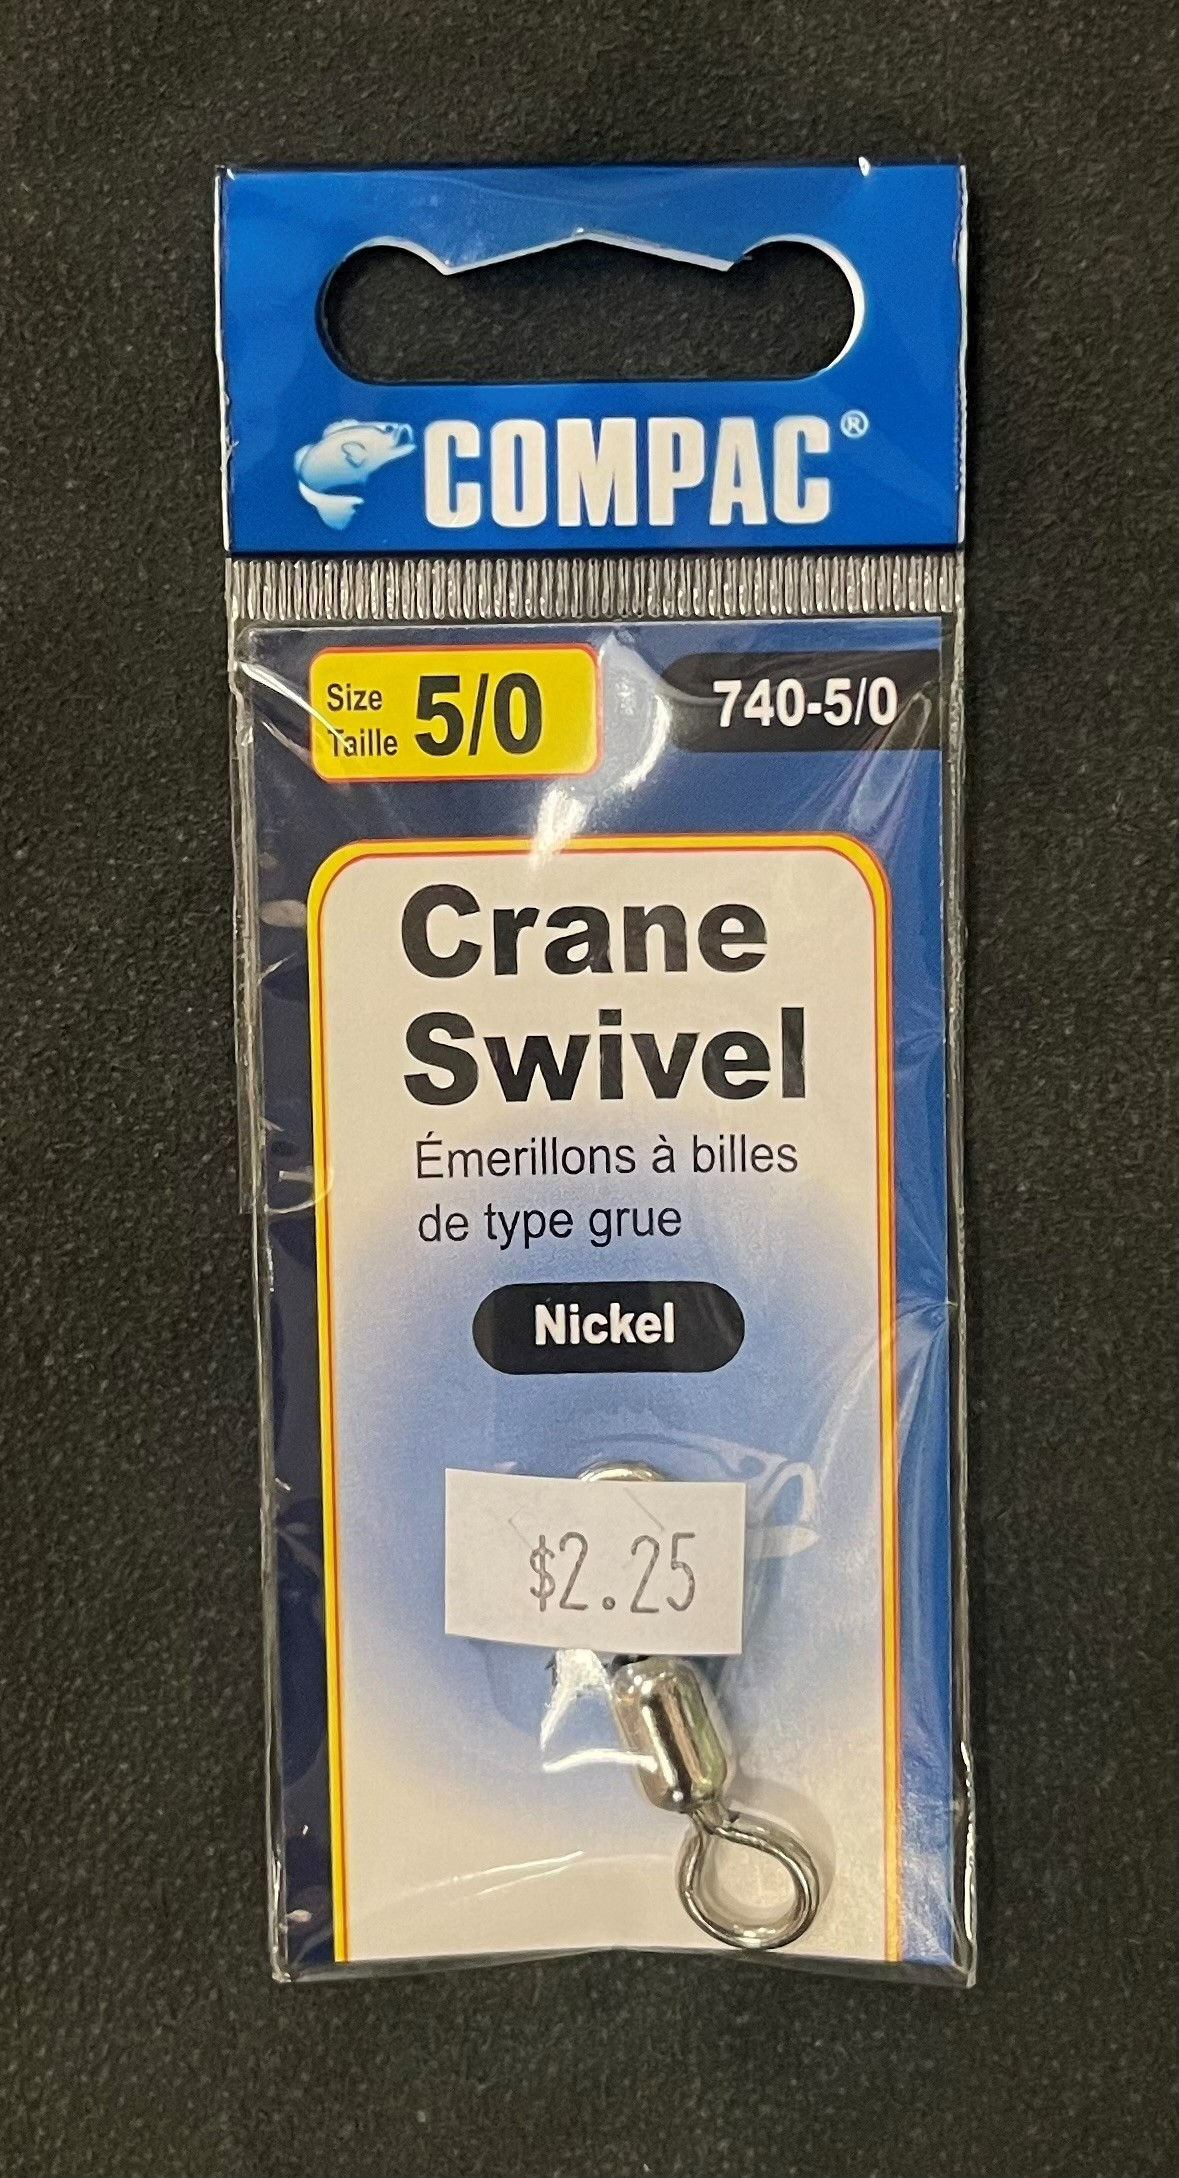 COMPAC®
Size
Taille
5/0
740-5/0
Crane
Swivel
Émerillons à billes
de type grue
Nickel
$2.25